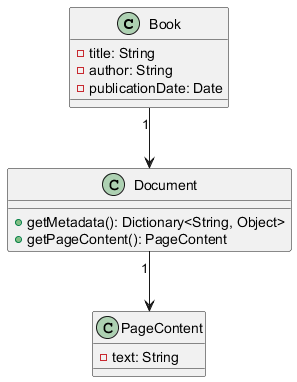 C Book
title: String
author: String
publicationDate: Date
1
C Document
getMetadata(): Dictionary<String, Object>
getPageContent(): PageContent
1
C PageContent
text: String